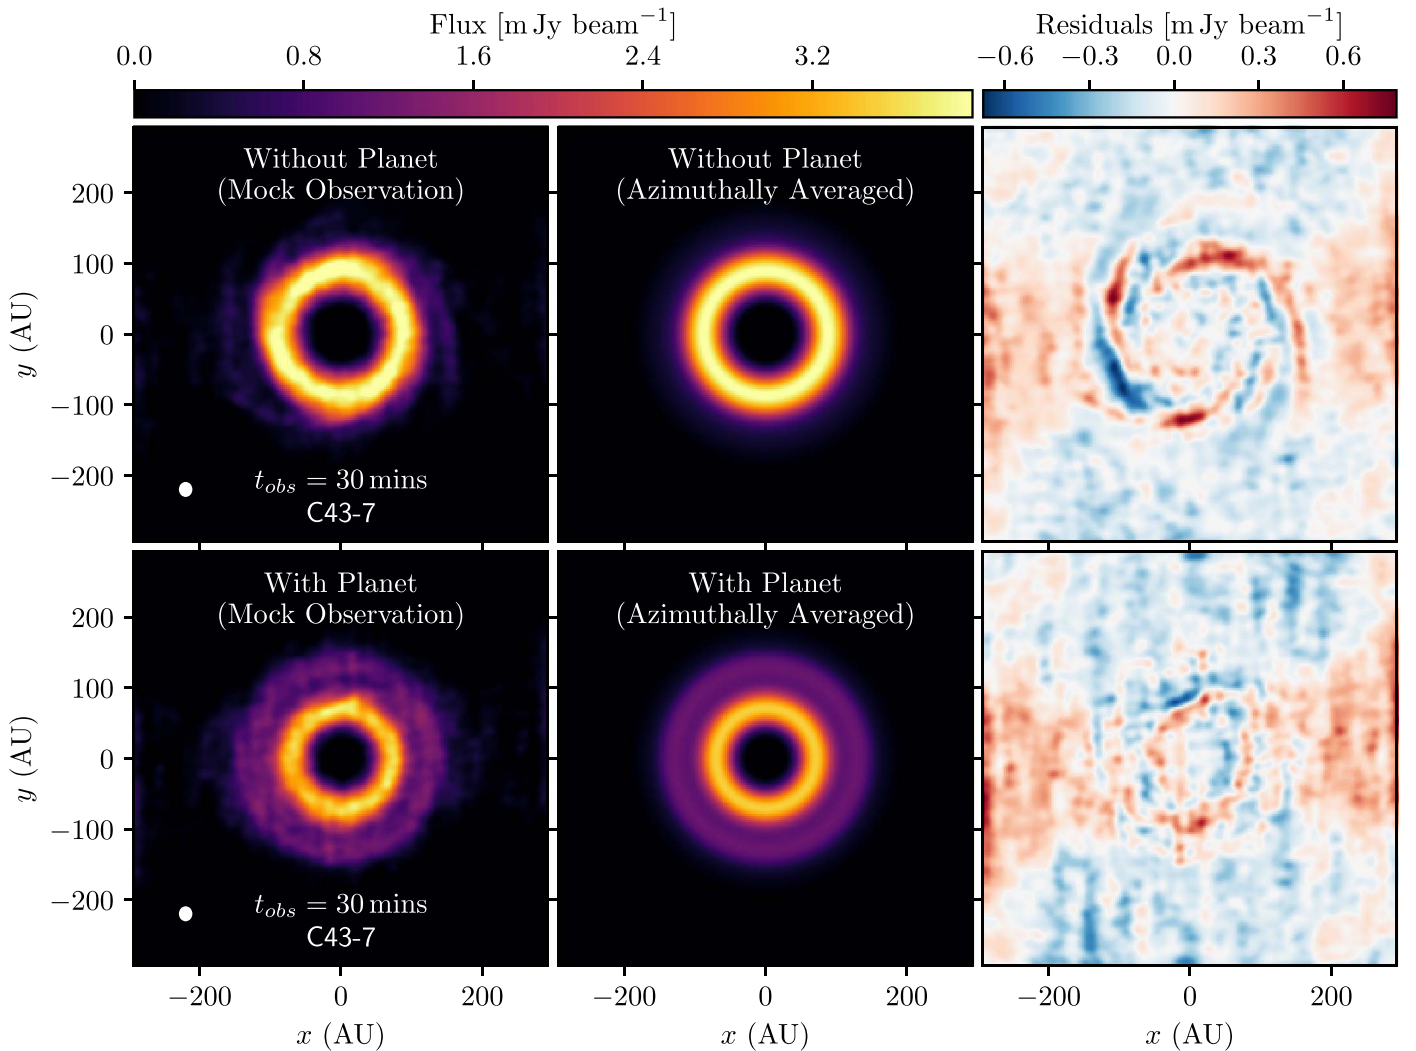 Flux [m Jy beam⁻¹]
Residuals [m Jy beam⁻¹]
0.0 0.8 1.6 2.4 3.2
−0.6 −0.3 0.0 0.3 0.6
Without Planet
(Mock Observation)
Without Planet
(Azimuthally Averaged)
200
100
0
−100
−200
y (AU)
t_obs = 30 mins
C43-7
With Planet
(Mock Observation)
With Planet
(Azimuthally Averaged)
200
100
0
−100
−200
y (AU)
t_obs = 30 mins
C43-7
−200 0 200
−200 0 200
−200 0 200
x (AU)
x (AU)
x (AU)